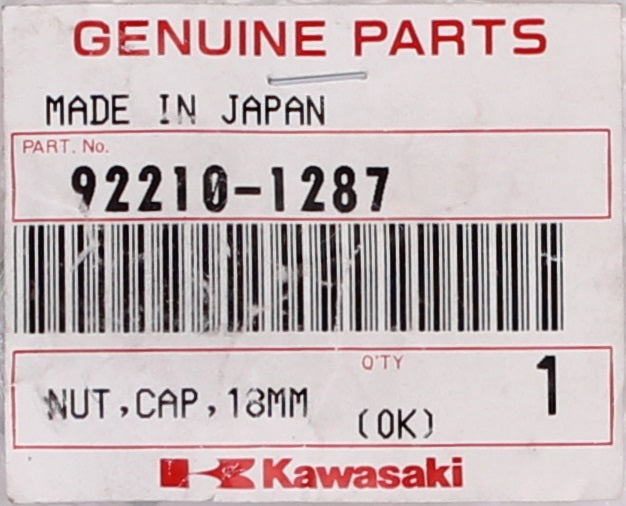 GENUINE PARTS
MADE IN JAPAN
PART. No.
92210-1287
Q'TY
1
NUT,CAP,18MM
(OK)
Kawasaki